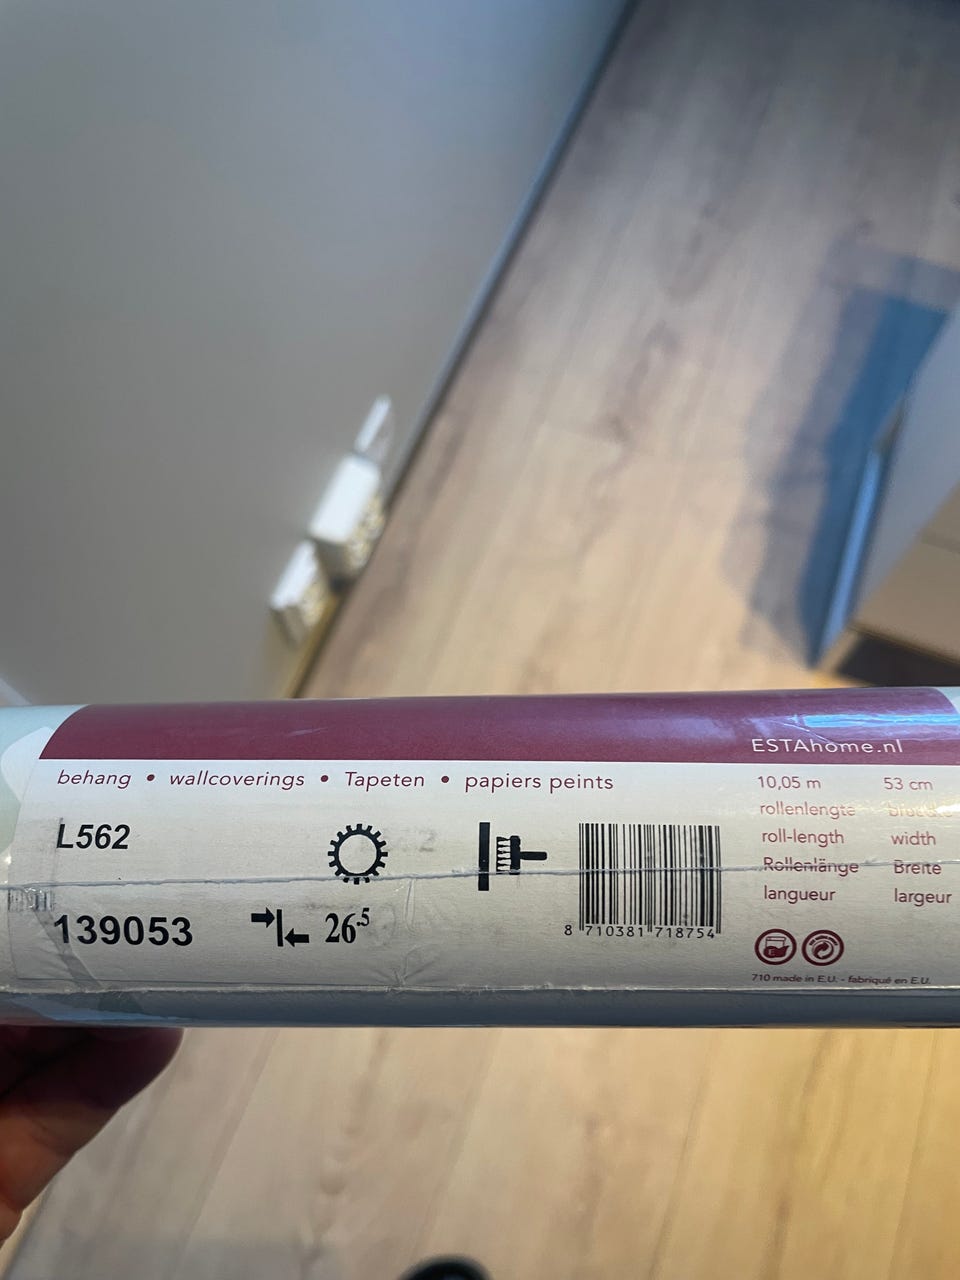 ESTAhome.nl
behang • wallcoverings • Tapeten • papiers peints
10,05 m 53 cm
rollenlengte
roll-length width
Rollenlänge Breite
langueur largeur
L562
139053 26.5
8 710381 718754
710 made in E.U. - fabriqué en E.U.